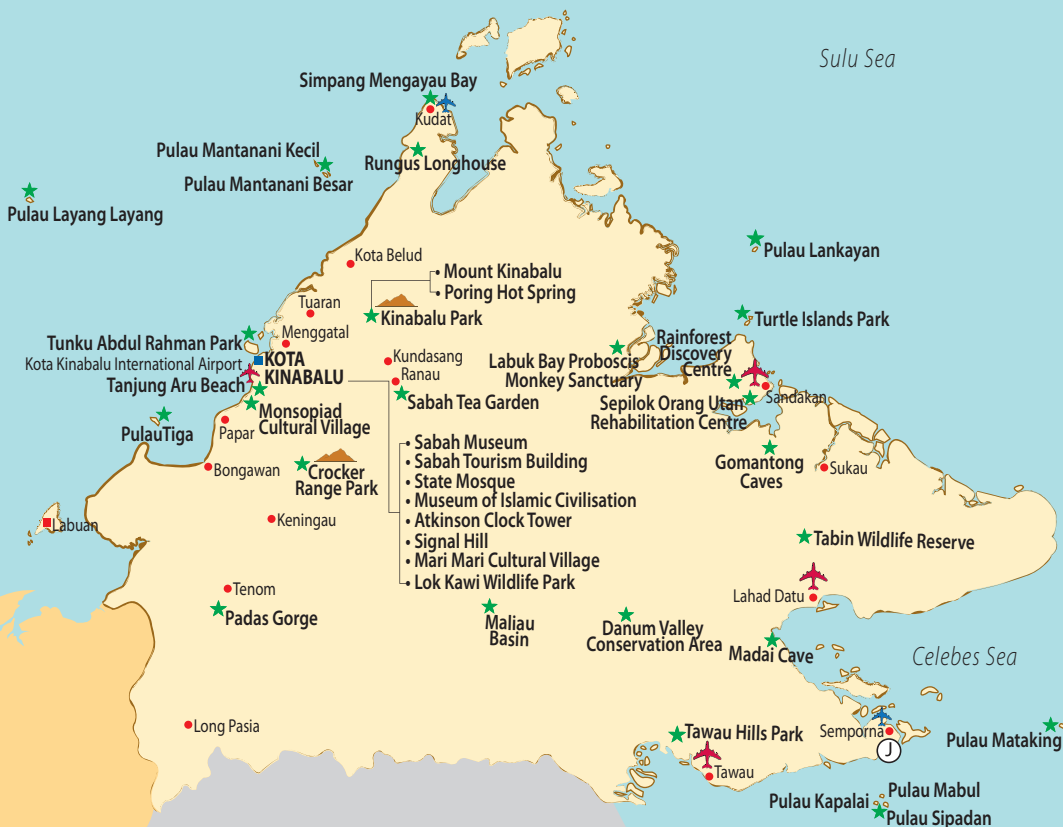 Sulu Sea
Simpang Mengayau Bay
Kudat
Pulau Mantanani Kecil
Rungus Longhouse
Pulau Mantanani Besar
Pulau Layang Layang
Pulau Lankayan
Kota Belud
• Mount Kinabalu
• Poring Hot Spring
Tuaran
Kinabalu Park
Turtle Islands Park
Menggatal
Tunku Abdul Rahman Park
Kota Kinabalu International Airport
KOTA
KINABALU
Tanjung Aru Beach
Kundasang
Ranau
Labuk Bay Proboscis
Monkey Sanctuary
Rainforest
Discovery
Centre
Sabah Tea Garden
Sepilok Orang Utan
Rehabilitation Centre
Sandakan
Monsopiad
Cultural Village
PulauTiga
Papar
• Sabah Museum
• Sabah Tourism Building
• State Mosque
• Museum of Islamic Civilisation
• Atkinson Clock Tower
• Signal Hill
• Mari Mari Cultural Village
• Lok Kawi Wildlife Park
Bongawan
Crocker
Range Park
Gomantong
Caves
Sukau
Labuan
Keningau
Tabin Wildlife Reserve
Tenom
Padas Gorge
Maliau
Basin
Danum Valley
Conservation Area
Lahad Datu
Madai Cave
Celebes Sea
Long Pasia
Tawau Hills Park
Semporna
J
Pulau Mataking
Tawau
Pulau Mabul
Pulau Kapalai
Pulau Sipadan